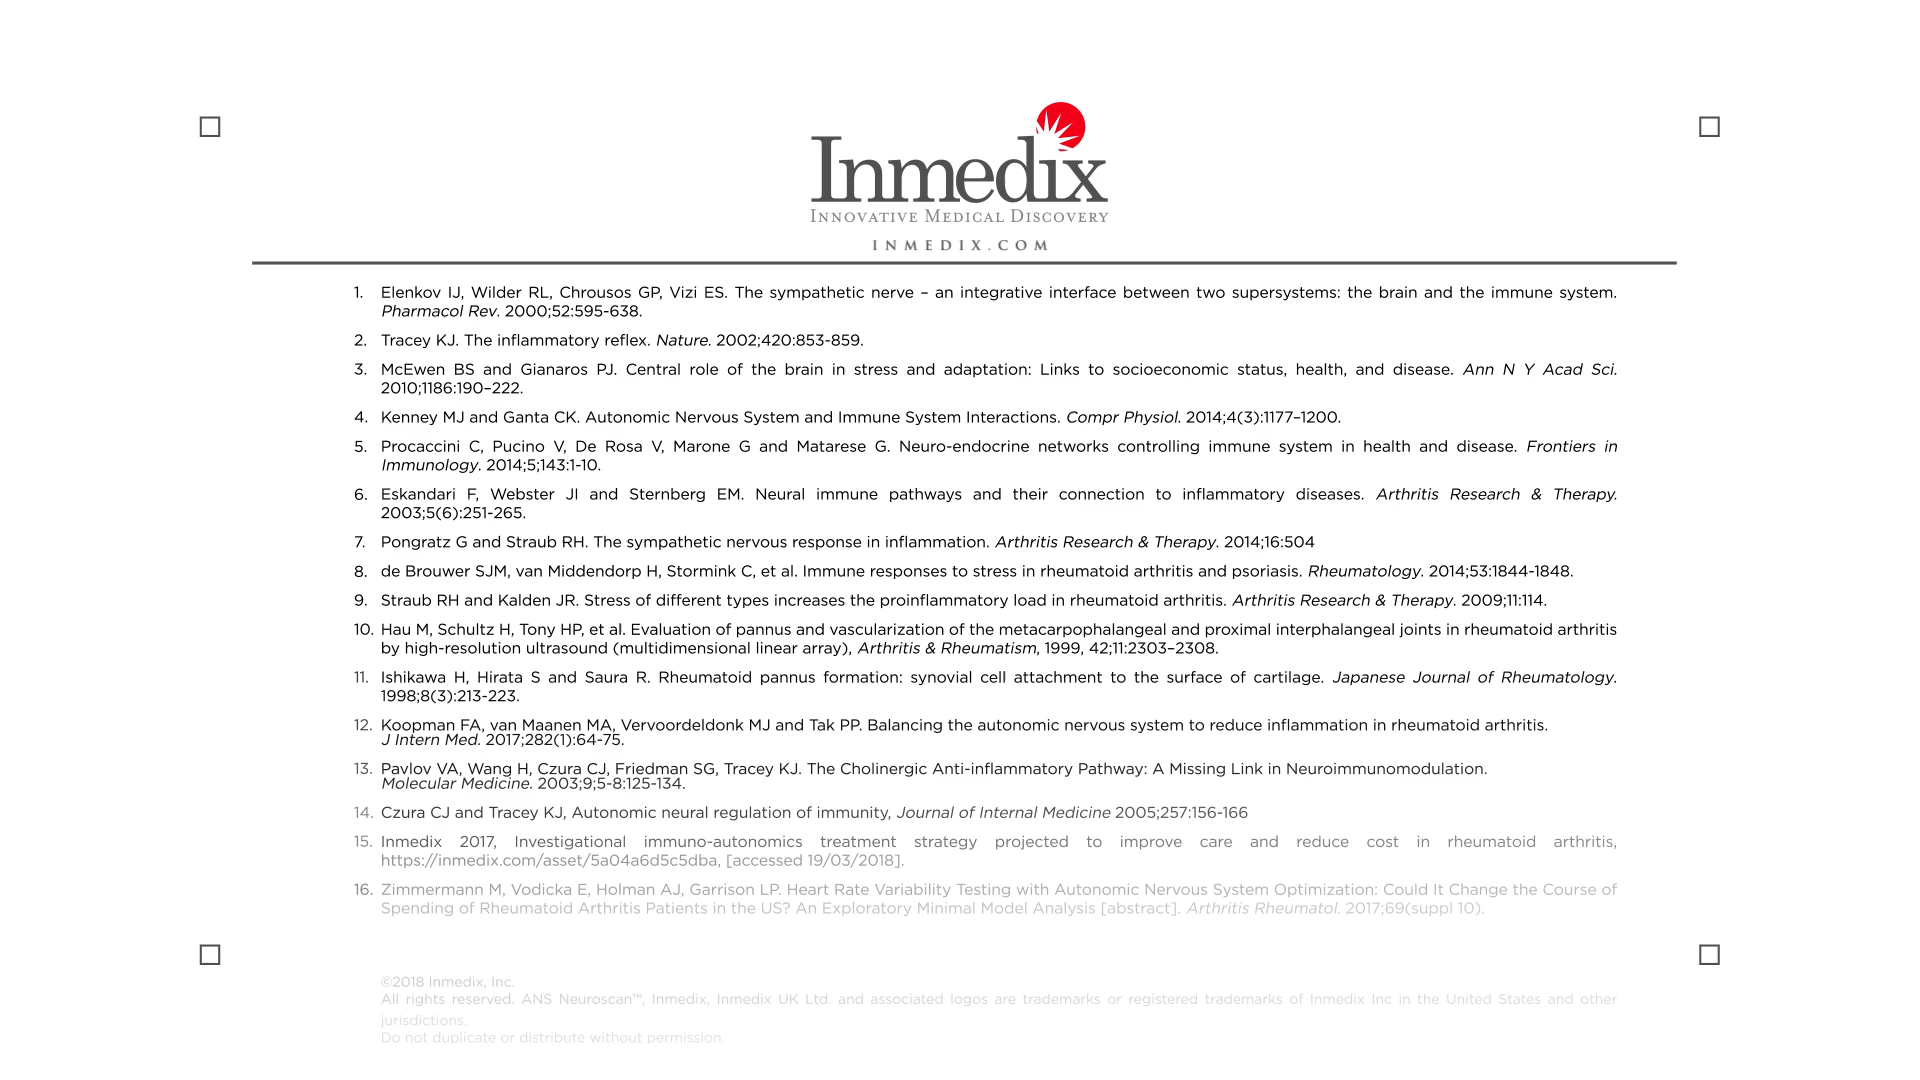 Inmedix
INNOVATIVE MEDICAL DISCOVERY
INMEDIX.COM
1. Elenkov IJ, Wilder RL, Chrousos GP, Vizi ES. The sympathetic nerve – an integrative interface between two supersystems: the brain and the immune system.
Pharmacol Rev. 2000;52:595-638.
2. Tracey KJ. The inflammatory reflex. Nature. 2002;420:853-859.
3. McEwen BS and Gianaros PJ. Central role of the brain in stress and adaptation: Links to socioeconomic status, health, and disease. Ann N Y Acad Sci.
2010;1186:190–222.
4. Kenney MJ and Ganta CK. Autonomic Nervous System and Immune System Interactions. Compr Physiol. 2014;4(3):1177–1200.
5. Procaccini C, Pucino V, De Rosa V, Marone G and Matarese G. Neuro-endocrine networks controlling immune system in health and disease. Frontiers in
Immunology. 2014;5;143:1-10.
6. Eskandari F, Webster JI and Sternberg EM. Neural immune pathways and their connection to inflammatory diseases. Arthritis Research & Therapy.
2003;5(6):251-265.
7. Pongratz G and Straub RH. The sympathetic nervous response in inflammation. Arthritis Research & Therapy. 2014;16:504
8. de Brouwer SJM, van Middendorp H, Stormink C, et al. Immune responses to stress in rheumatoid arthritis and psoriasis. Rheumatology. 2014;53:1844-1848.
9. Straub RH and Kalden JR. Stress of different types increases the proinflammatory load in rheumatoid arthritis. Arthritis Research & Therapy. 2009;11:114.
10. Hau M, Schultz H, Tony HP, et al. Evaluation of pannus and vascularization of the metacarpophalangeal and proximal interphalangeal joints in rheumatoid arthritis
by high-resolution ultrasound (multidimensional linear array), Arthritis & Rheumatism, 1999, 42;11:2303–2308.
11. Ishikawa H, Hirata S and Saura R. Rheumatoid pannus formation: synovial cell attachment to the surface of cartilage. Japanese Journal of Rheumatology.
1998;8(3):213-223.
12. Koopman FA, van Maanen MA, Vervoordeldonk MJ and Tak PP. Balancing the autonomic nervous system to reduce inflammation in rheumatoid arthritis.
J Intern Med. 2017;282(1):64-75.
13. Pavlov VA, Wang H, Czura CJ, Friedman SG, Tracey KJ. The Cholinergic Anti-inflammatory Pathway: A Missing Link in Neuroimmunomodulation.
Molecular Medicine. 2003;9;5-8:125-134.
14. Czura CJ and Tracey KJ, Autonomic neural regulation of immunity, Journal of Internal Medicine 2005;257:156-166
15. Inmedix 2017, Investigational immuno-autonomics treatment strategy projected to improve care and reduce cost in rheumatoid arthritis,
https://inmedix.com/asset/5a04a6d5c5dba, [accessed 19/03/2018].
16. Zimmermann M, Vodicka E, Holman AJ, Garrison LP. Heart Rate Variability Testing with Autonomic Nervous System Optimization: Could It Change the Course of
Spending of Rheumatoid Arthritis Patients in the US? An Exploratory Minimal Model Analysis [abstract]. Arthritis Rheumatol. 2017;69(suppl 10).
©2018 Inmedix, Inc.
All rights reserved. ANS Neuroscan™, Inmedix, Inmedix UK Ltd. and associated logos are trademarks or registered trademarks of Inmedix Inc in the United States and other
jurisdictions.
Do not duplicate or distribute without permission.